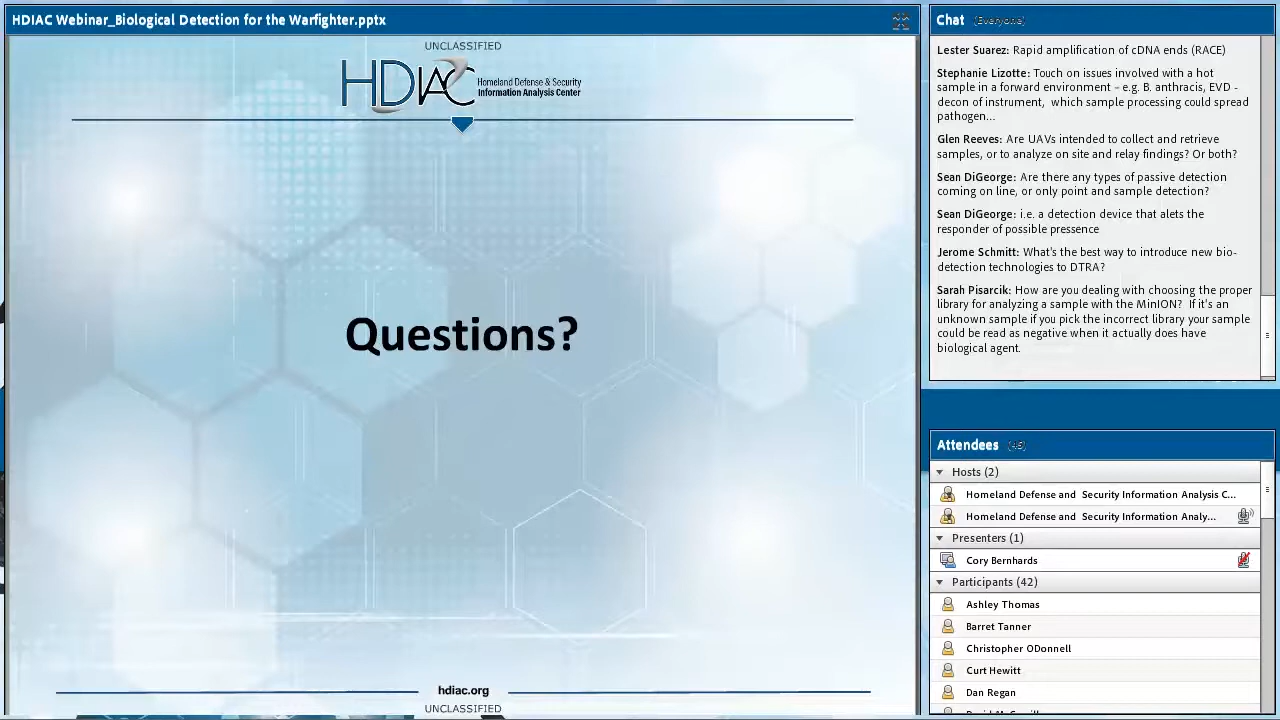 HDIAC Webinar_Biological Detection for the Warfighter.pptx
UNCLASSIFIED
HDIAC
Homeland Defense & Security
Information Analysis Center
Questions?
hdiac.org
UNCLASSIFIED
Chat (Everyone)
Lester Suarez: Rapid amplification of cDNA ends (RACE)
Stephanie Lizotte: Touch on issues involved with a hot
sample in a forward environment - eg. B. anthracis, EVD -
decon of instrument, which sample processing could spread
pathogen...
Glen Reeves: Are UAVs intended to collect and retrieve
samples, or to analyze on site and relay findings? Or both?
Sean DiGeorge: Are there any types of passive detection
coming on line, or only point and sample detection?
Sean DiGeorge: i.e. a detection device that alets the
responder of possible presence
Jerome Schmitt: What's the best way to introduce new bio-
detection technologies to DTRA?
Sarah Pisarcik: How are you dealing with choosing the proper
library for analyzing a sample with the MinION? If it's an
unknown sample if you pick the incorrect library your sample
could be read as negative when it actually does have
biological agent.
Attendees (45)
Hosts (2)
Homeland Defense and Security Information Analysis C...
Homeland Defense and Security Information Analy...
Presenters (1)
Cory Bernhards
Participants (42)
Ashley Thomas
Barret Tanner
Christopher ODonnell
Curt Hewitt
Dan Regan